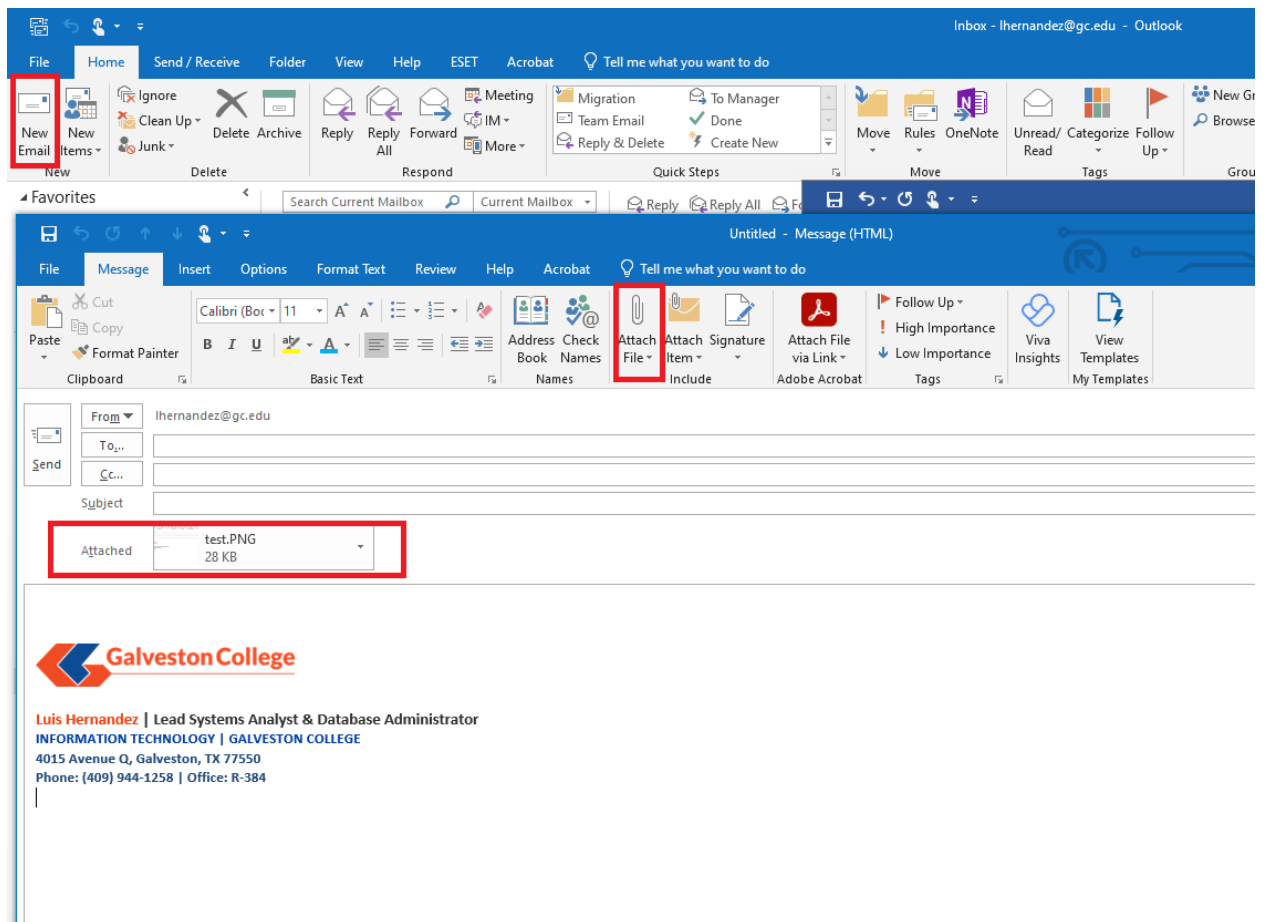 Inbox - lhernandez@gc.edu - Outlook
File Home Send / Receive Folder View Help ESET Acrobat Tell me what you want to do
New Email
New Items
Ignore
Clean Up
Junk
Delete Archive
Reply Reply All Forward
Meeting
IM
More
Migration To Manager
Team Email Done
Reply & Delete Create New
Move Rules OneNote
Unread/ Read Categorize Follow Up
New Gr
Browse
New Delete Respond Quick Steps Move Tags Grou
Favorites
Search Current Mailbox Current Mailbox
Reply Reply All Fo
Untitled - Message (HTML)
File Message Insert Options Format Text Review Help Acrobat Tell me what you want to do
Paste
Cut
Copy
Format Painter
Calibri (Boc 11 A A
B I U ab A
Address Book Check Names
Attach File Attach Item Signature
Attach File via Link
Follow Up
High Importance
Low Importance
Viva Insights
View Templates
Clipboard Basic Text Names Include Adobe Acrobat Tags My Templates
Send
From lhernandez@gc.edu
To...
Cc...
Subject
Attached
test.PNG
28 KB
Galveston College
Luis Hernandez | Lead Systems Analyst & Database Administrator
INFORMATION TECHNOLOGY | GALVESTON COLLEGE
4015 Avenue Q, Galveston, TX 77550
Phone: (409) 944-1258 | Office: R-384